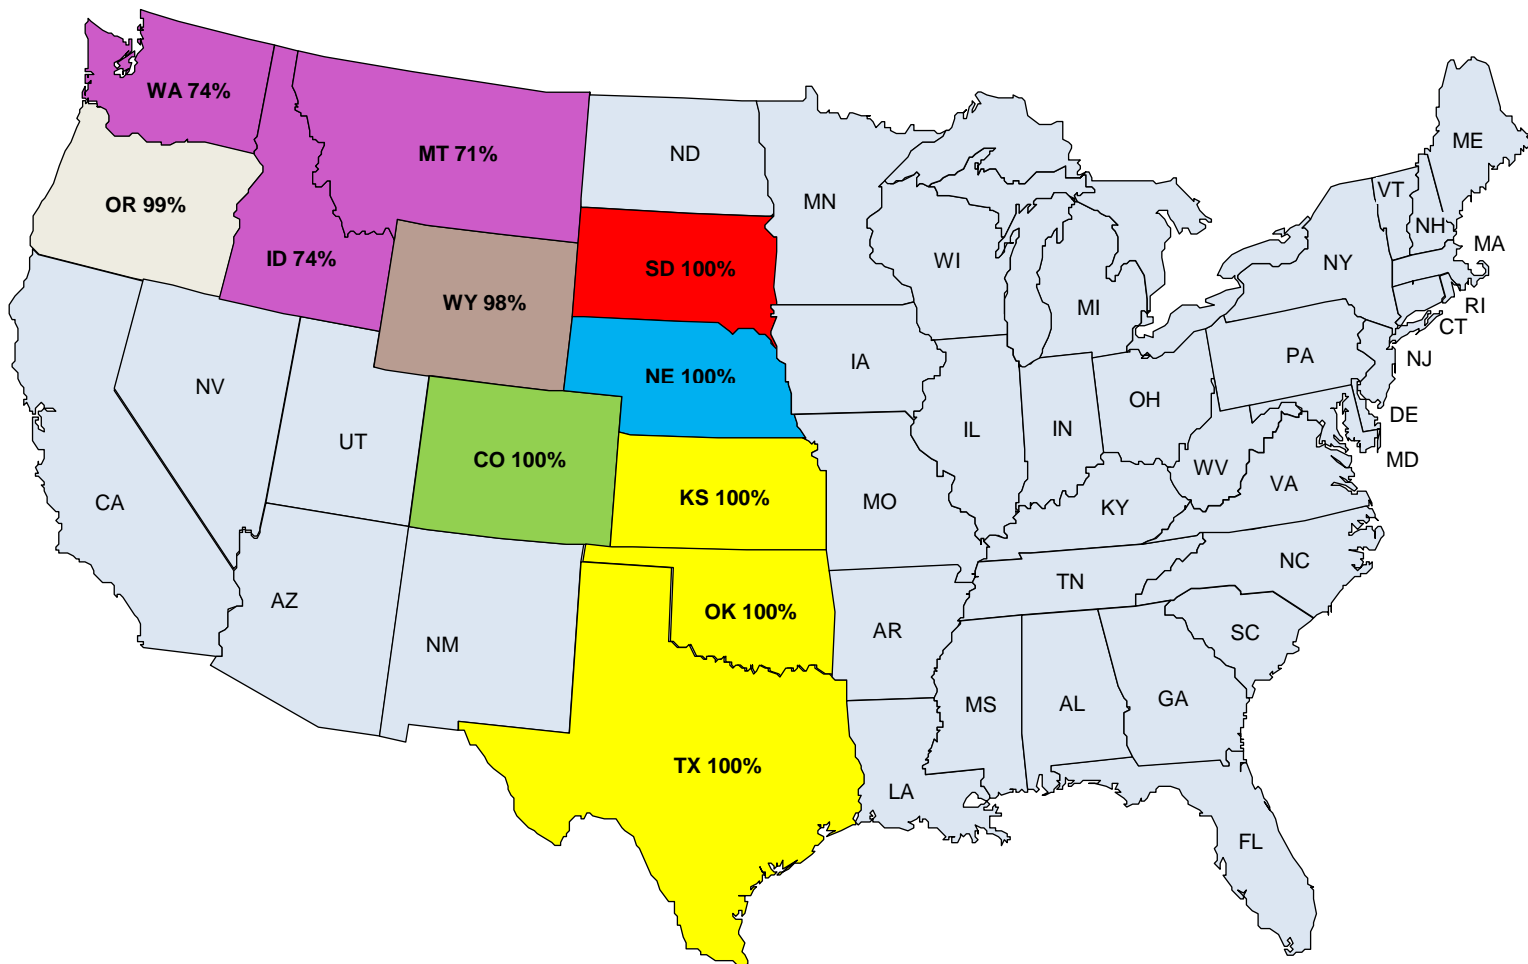 WA 74%
MT 71%
ND
ME
OR 99%
MN
VT
NH
MA
ID 74%
SD 100%
WI
NY
WY 98%
MI
RI
CT
NE 100%
IA
PA
NJ
NV
OH
DE
UT
CO 100%
IL
IN
MD
WV
CA
KS 100%
MO
KY
VA
AZ
OK 100%
TN
NC
NM
AR
SC
MS
AL
GA
TX 100%
LA
FL